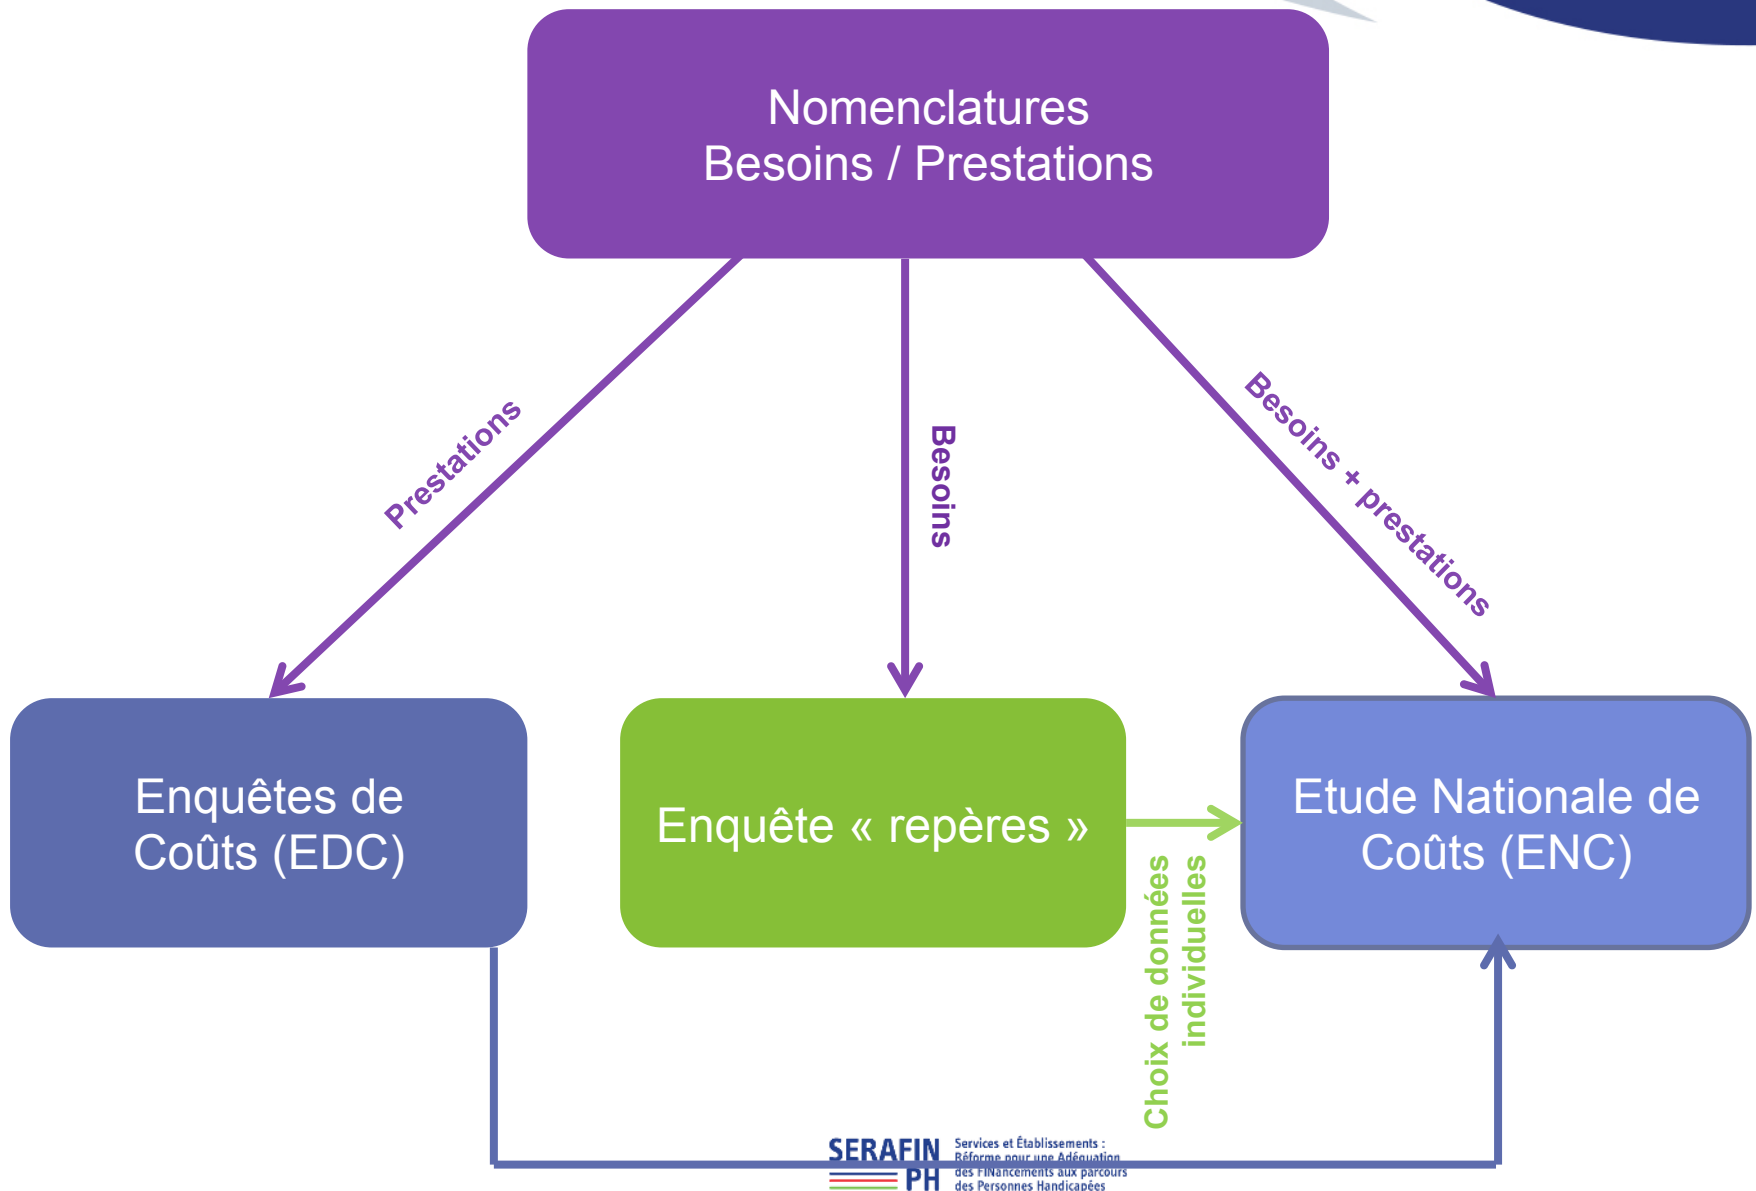 Nomenclatures
Besoins / Prestations
Prestations
Besoins
Besoins + prestations
Enquêtes de
Coûts (EDC)
Enquête « repères »
Choix de données
individuelles
Etude Nationale de
Coûts (ENC)
SERAFIN
PH
Services et Établissements :
Réforme pour une Adéquation
des FINancements aux parcours
des Personnes Handicapées